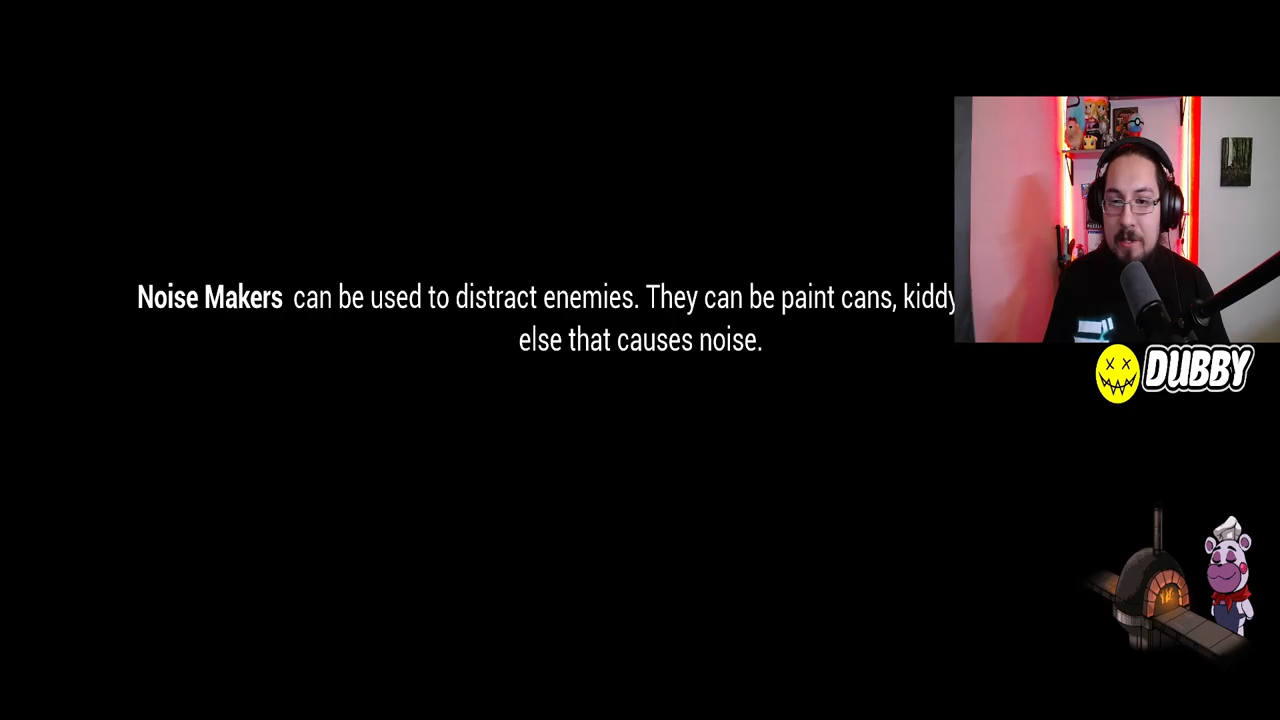 Noise Makers can be used to distract enemies. They can be paint cans, kiddy
else that causes noise.
DUBBY